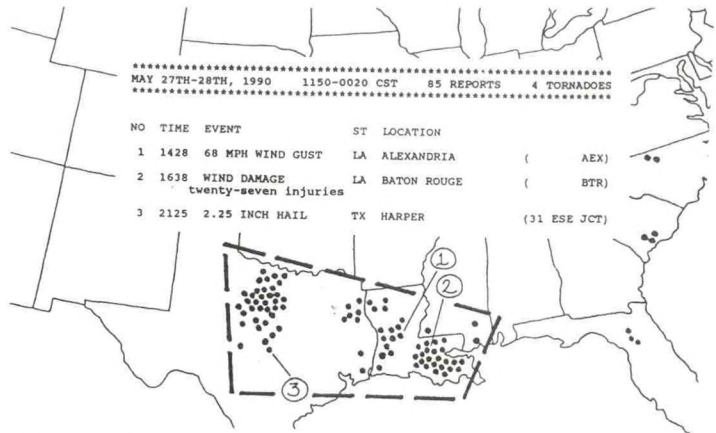 ************************************************************
MAY 27TH-28TH, 1990 1150-0020 CST 85 REPORTS 4 TORNADOES
************************************************************
NO TIME EVENT ST LOCATION
1 1428 68 MPH WIND GUST LA ALEXANDRIA ( AEX)
2 1638 WIND DAMAGE LA BATON ROUGE ( BTR)
twenty-seven injuries
3 2125 2.25 INCH HAIL TX HARPER (31 ESE JCT)
1
2
3